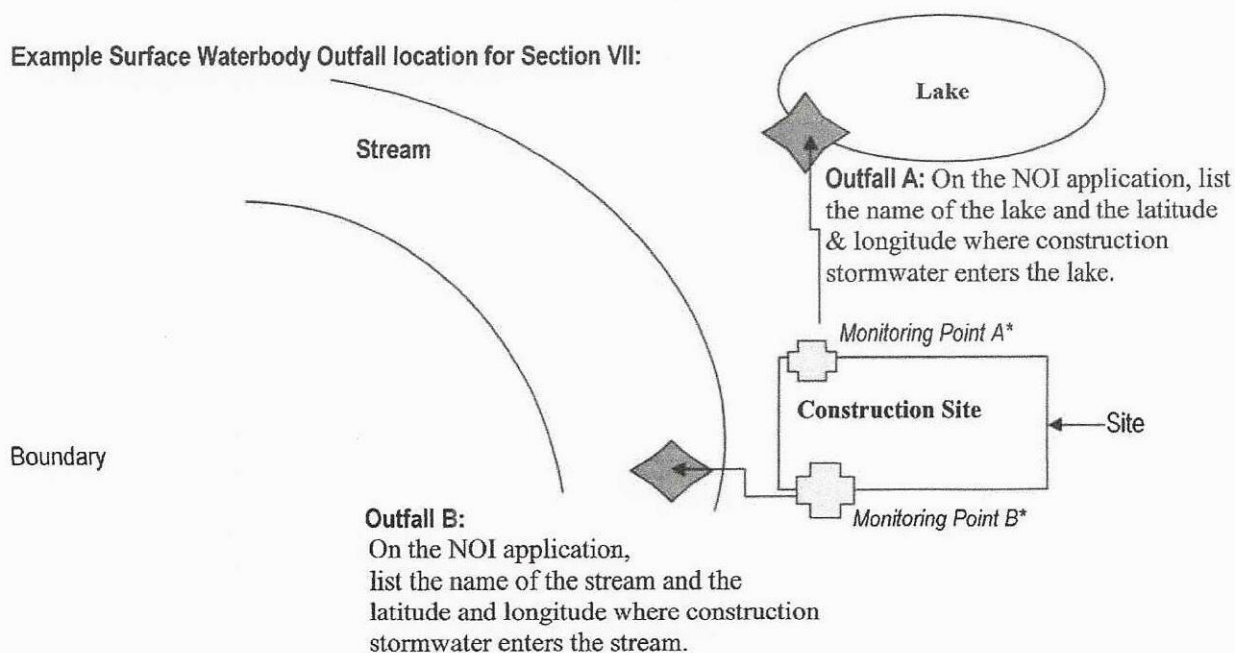 Example Surface Waterbody Outfall location for Section VII:
Lake
Stream
Outfall A: On the NOI application, list
the name of the lake and the latitude
& longitude where construction
stormwater enters the lake.
Monitoring Point A*
Construction Site
Site
Boundary
Monitoring Point B*
Outfall B:
On the NOI application,
list the name of the stream and the
latitude and longitude where construction
stormwater enters the stream.